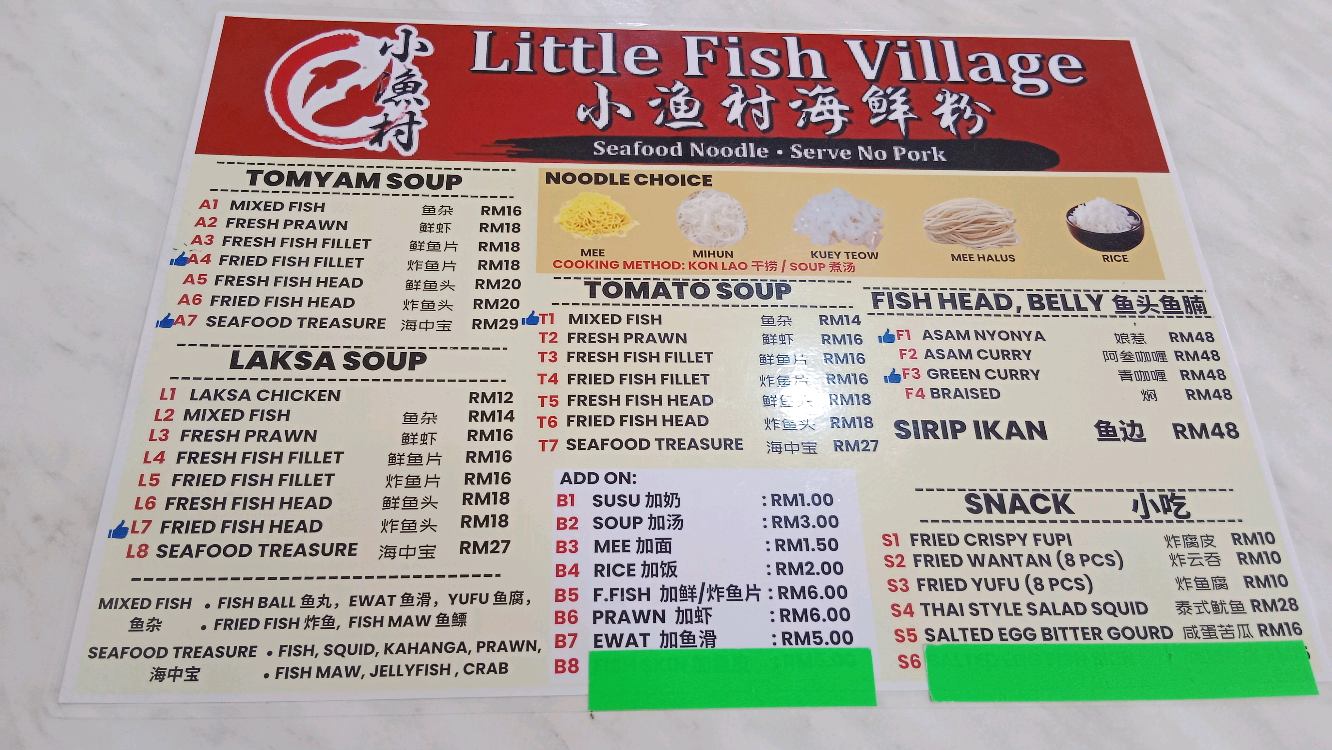 小漁村
Little Fish Village
小漁村海鮮粉
Seafood Noodle • Serve No Pork
TOMYAM SOUP
A1 MIXED FISH 鱼杂 RM16
A2 FRESH PRAWN 鲜虾 RM18
A3 FRESH FISH FILLET 鲜鱼片 RM18
A4 FRIED FISH FILLET 炸鱼片 RM18
A5 FRESH FISH HEAD 鲜鱼头 RM20
A6 FRIED FISH HEAD 炸鱼头 RM20
A7 SEAFOOD TREASURE 海中宝 RM29
LAKSA SOUP
L1 LAKSA CHICKEN RM12
L2 MIXED FISH 鱼杂 RM14
L3 FRESH PRAWN 鲜虾 RM16
L4 FRESH FISH FILLET 鲜鱼片 RM16
L5 FRIED FISH FILLET 炸鱼片 RM16
L6 FRESH FISH HEAD 鲜鱼头 RM18
L7 FRIED FISH HEAD 炸鱼头 RM18
L8 SEAFOOD TREASURE 海中宝 RM27
MIXED FISH • FISH BALL 鱼丸, EWAT 鱼滑, YUFU 鱼腐,
鱼杂 • FRIED FISH 炸鱼, FISH MAW 鱼鳔
SEAFOOD TREASURE • FISH, SQUID, KAHANGA, PRAWN,
海中宝 • FISH MAW, JELLYFISH , CRAB
NOODLE CHOICE
MEE MIHUN KUEY TEOW MEE HALUS RICE
COOKING METHOD: KON LAO 干捞 / SOUP 煮汤
TOMATO SOUP
T1 MIXED FISH 鱼杂 RM14
T2 FRESH PRAWN 鲜虾 RM16
T3 FRESH FISH FILLET 鲜鱼片 RM16
T4 FRIED FISH FILLET 炸鱼片 RM16
T5 FRESH FISH HEAD 鲜鱼头 RM18
T6 FRIED FISH HEAD 炸鱼头 RM18
T7 SEAFOOD TREASURE 海中宝 RM27
ADD ON:
B1 SUSU 加奶 : RM1.00
B2 SOUP 加汤 : RM3.00
B3 MEE 加面 : RM1.50
B4 RICE 加饭 : RM2.00
B5 F.FISH 加鲜/炸鱼片 : RM6.00
B6 PRAWN 加虾 : RM6.00
B7 EWAT 加鱼滑 : RM5.00
B8
FISH HEAD, BELLY 鱼头鱼腩
F1 ASAM NYONYA 娘惹 RM48
F2 ASAM CURRY 阿叁咖喱 RM48
F3 GREEN CURRY 青咖喱 RM48
F4 BRAISED 焖 RM48
SIRIP IKAN 鱼边 RM48
SNACK 小吃
S1 FRIED CRISPY FUPI 炸腐皮 RM10
S2 FRIED WANTAN (8 PCS) 炸云吞 RM10
S3 FRIED YUFU (8 PCS) 炸鱼腐 RM10
S4 THAI STYLE SALAD SQUID 泰式鱿鱼 RM28
S5 SALTED EGG BITTER GOURD 咸蛋苦瓜 RM16
S6